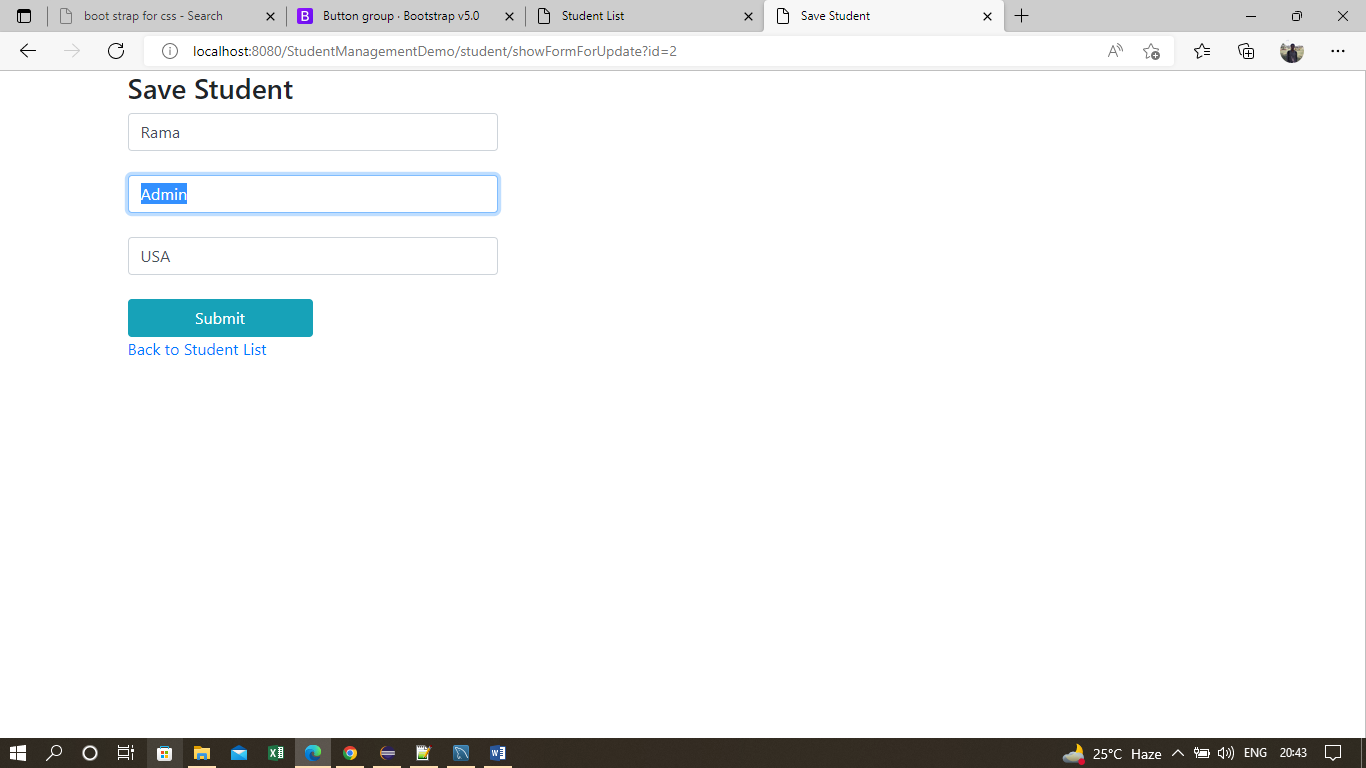 boot strap for css - Search
Button group · Bootstrap v5.0
Student List
Save Student
localhost:8080/StudentManagementDemo/student/showFormForUpdate?id=2
Save Student
Rama
Admin
USA
Submit
Back to Student List
25°C Haze ENG 20:43